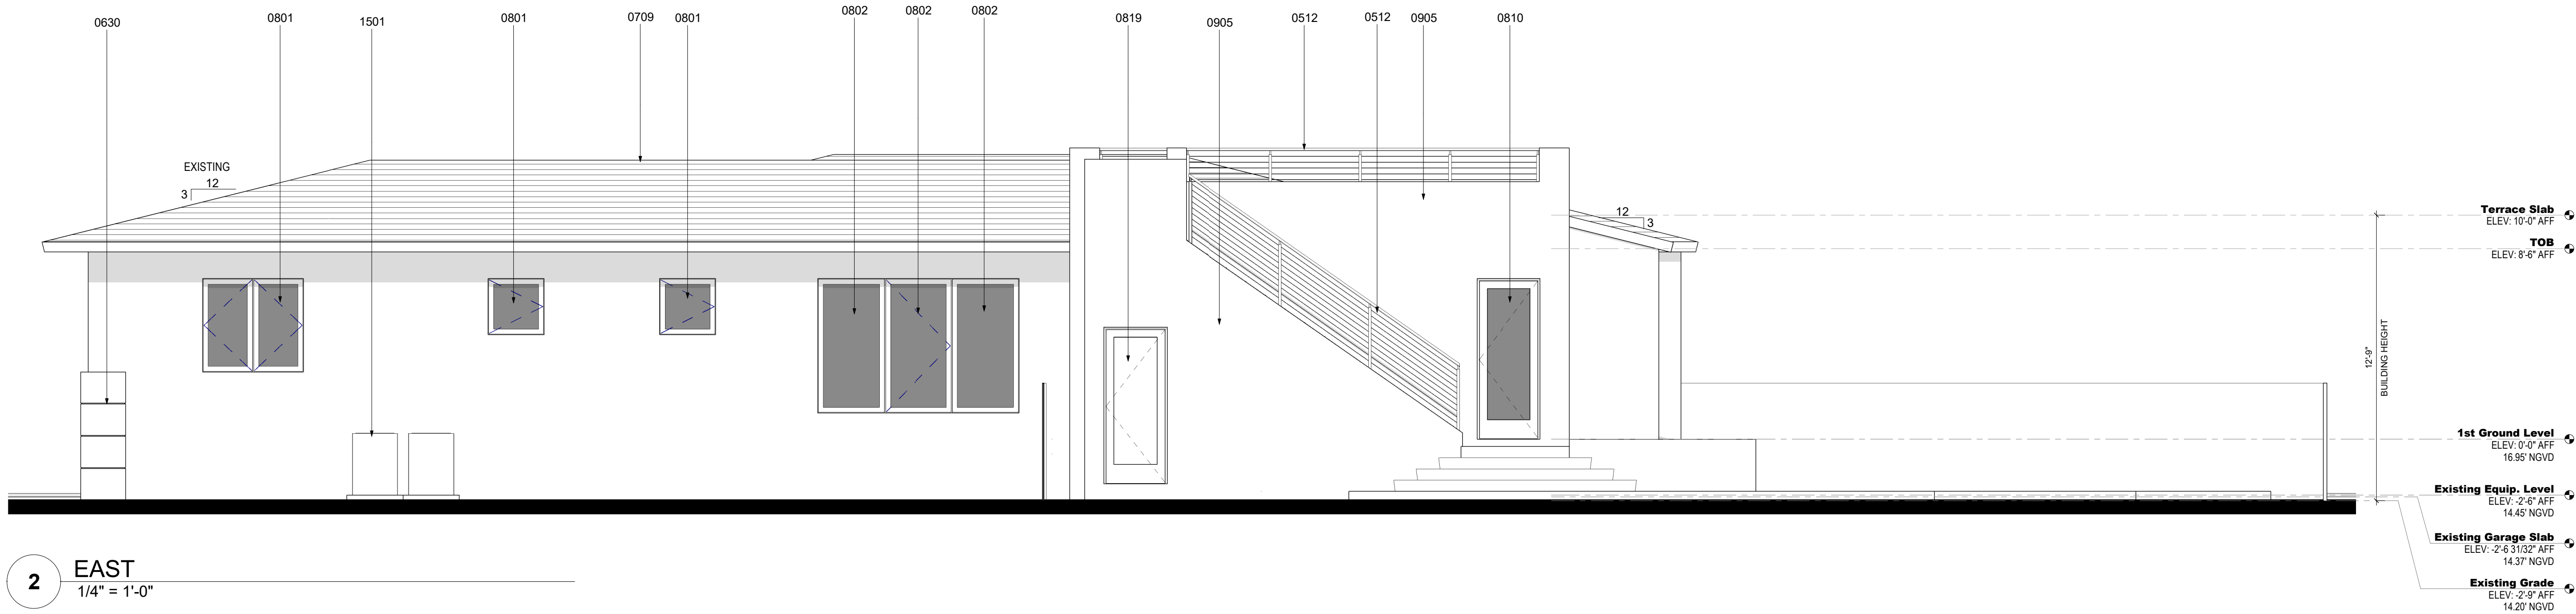 0630
0801
1501
0801
0709
0801
0802
0802
0802
0819
0905
0512
0512
0905
0810
EXISTING
12
3
12
3
Terrace Slab
ELEV: 10'-0" AFF
TOB
ELEV: 8'-6" AFF
12'-9"
BUILDING HEIGHT
1st Ground Level
ELEV: 0'-0" AFF
16.95' NGVD
Existing Equip. Level
ELEV: -2'-6" AFF
14.45' NGVD
Existing Garage Slab
ELEV: -2'-6 31/32" AFF
14.37' NGVD
Existing Grade
ELEV: -2'-9" AFF
14.20' NGVD
2
EAST
1/4" = 1'-0"